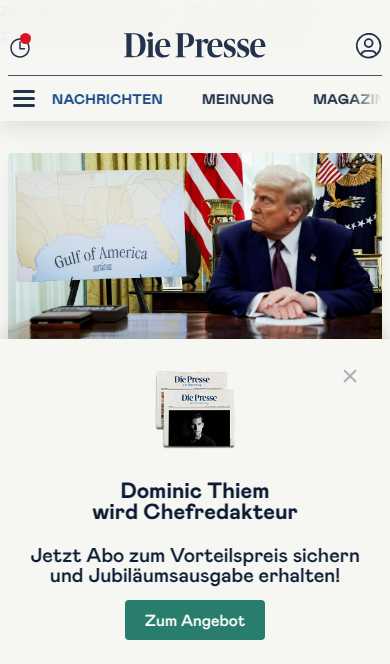 Die Presse
NACHRICHTEN MEINUNG MAGAZIN
Gulf of America
Die Presse
Die Presse
Dominic Thiem
wird Chefredakteur
Jetzt Abo zum Vorteilspreis sichern
und Jubiläumsausgabe erhalten!
Zum Angebot